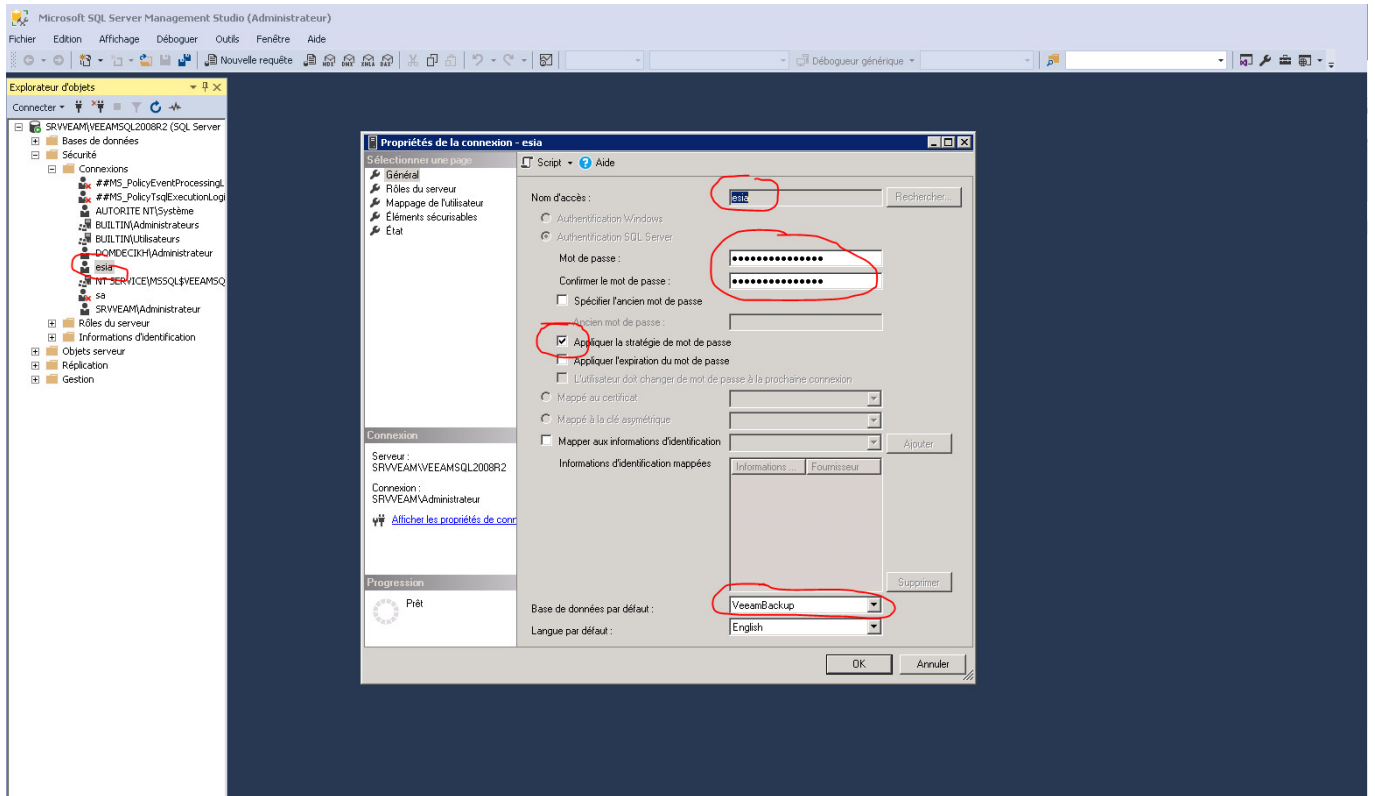 Microsoft SQL Server Management Studio (Administrateur)
Fichier Edition Affichage Déboguer Outils Fenêtre Aide
Nouvelle requête MDX DMX XMLA DAX Débogueur générique
Explorateur d'objets
Connecter
SRVVEAM\VEEAMSQL2008R2 (SQL Server
Bases de données
Sécurité
Connexions
##MS_PolicyEventProcessingL
##MS_PolicyTsqlExecutionLogi
AUTORITE NT\Système
BUILTIN\Administrateurs
BUILTIN\Utilisateurs
DOMDECIKH\Administrateur
esia
NT SERVICE\MSSQL$VEEAMSQ
sa
SRVVEAM\Administrateur
Rôles du serveur
Informations d'identification
Objets serveur
Réplication
Gestion
Propriétés de la connexion - esia
Sélectionner une page
Général
Rôles du serveur
Mappage de l'utilisateur
Éléments sécurisables
État
Connexion
Serveur :
SRVVEAM\VEEAMSQL2008R2
Connexion :
SRVVEAM\Administrateur
Afficher les propriétés de conn
Progression
Prêt
Script Aide
Nom d'accès : esia Rechercher...
Authentification Windows
Authentification SQL Server
Mot de passe : ●●●●●●●●●●●●●●●
Confirmer le mot de passe : ●●●●●●●●●●●●●●●
Spécifier l'ancien mot de passe
Ancien mot de passe :
Appliquer la stratégie de mot de passe
Appliquer l'expiration du mot de passe
L'utilisateur doit changer de mot de passe à la prochaine connexion
Mappé au certificat
Mappé à la clé asymétrique
Mapper aux informations d'identification Ajouter
Informations d'identification mappées Informations ... Fournisseur
Supprimer
Base de données par défaut : VeeamBackup
Langue par défaut : English
OK Annuler